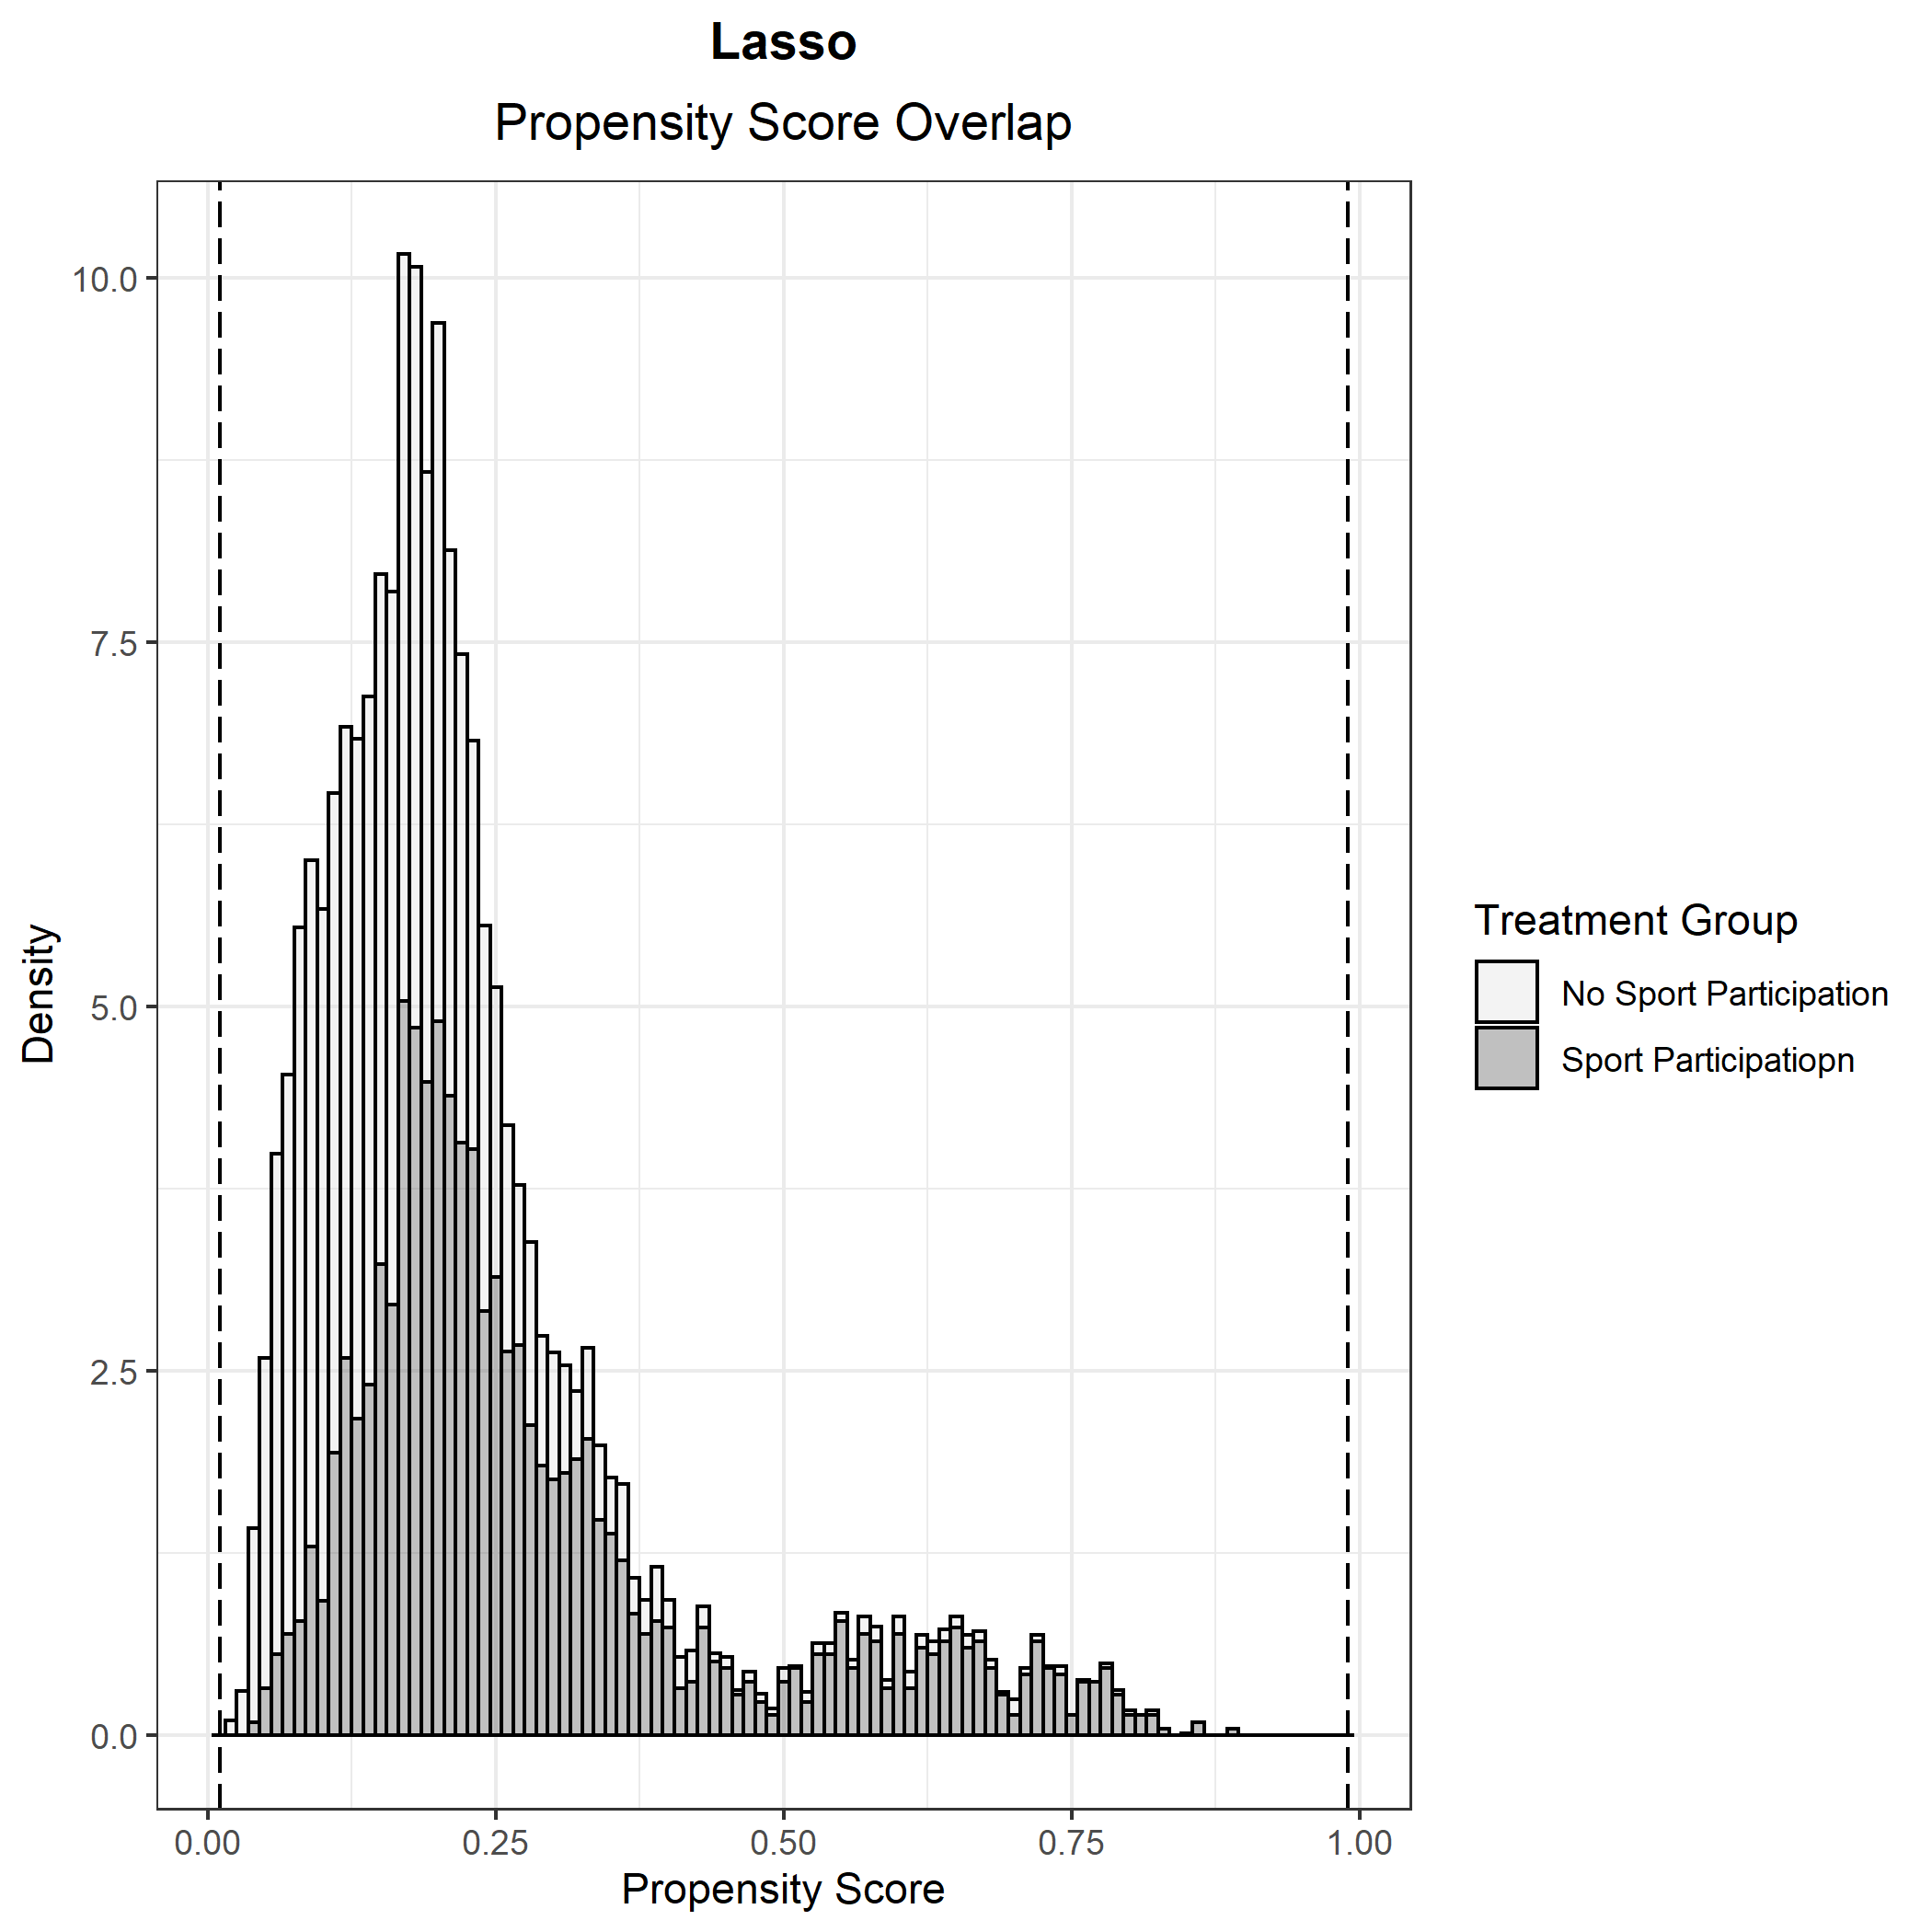 Lasso
Propensity Score Overlap
10.0
7.5
5.0
2.5
0.0
Density
0.00 0.25 0.50 0.75 1.00
Propensity Score
Treatment Group
No Sport Participation
Sport Participatiopn